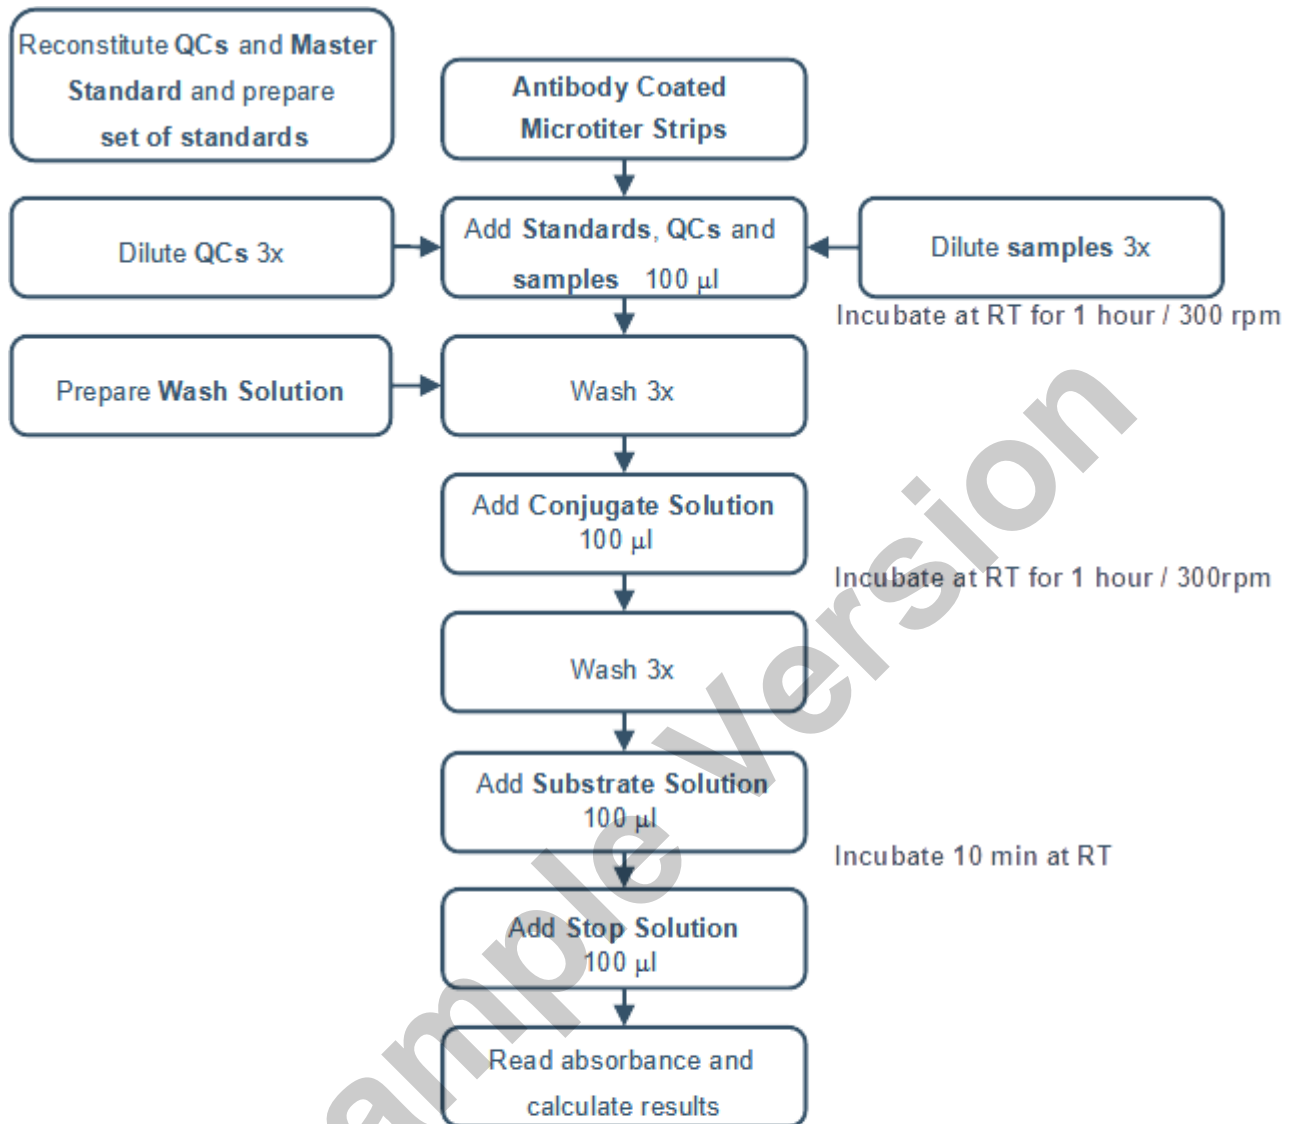 Reconstitute QCs and Master
Standard and prepare
set of standards
Antibody Coated
Microtiter Strips
Dilute QCs 3x
Add Standards, QCs and
samples 100 µl
Dilute samples 3x
Incubate at RT for 1 hour / 300 rpm
Prepare Wash Solution
Wash 3x
Add Conjugate Solution
100 µl
Incubate at RT for 1 hour / 300rpm
Wash 3x
Add Substrate Solution
100 µl
Incubate 10 min at RT
Add Stop Solution
100 µl
Read absorbance and
calculate results
ample Version